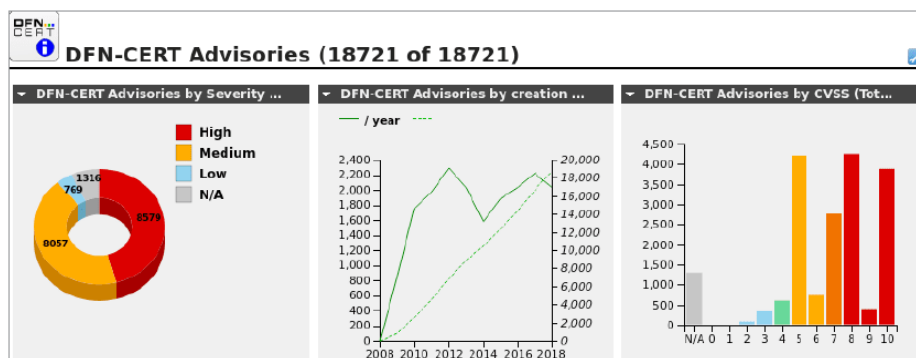 DFN
CERT
DFN-CERT Advisories (18721 of 18721)
DFN-CERT Advisories by Severity ...
High
Medium
Low
N/A
1316
769
8579
8057
DFN-CERT Advisories by creation ...
/ year
2,400
2,200
2,000
1,800
1,600
1,400
1,200
1,000
800
600
400
200
0
20,000
18,000
16,000
14,000
12,000
10,000
8,000
6,000
4,000
2,000
0
2008 2010 2012 2014 2016 2018
DFN-CERT Advisories by CVSS (Tot...
4,500
4,000
3,500
3,000
2,500
2,000
1,500
1,000
500
0
N/A 0 1 2 3 4 5 6 7 8 9 10